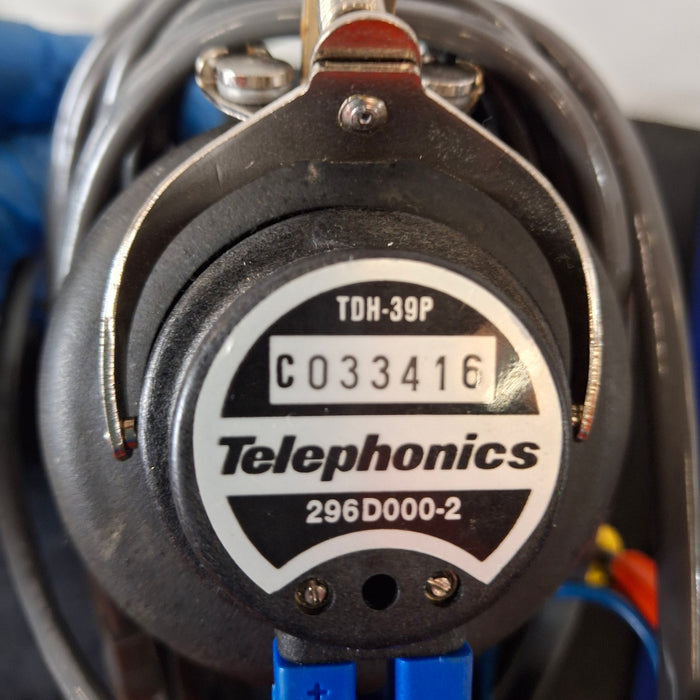 TDH-39P
C033416
Telephonics
296D000-2
+